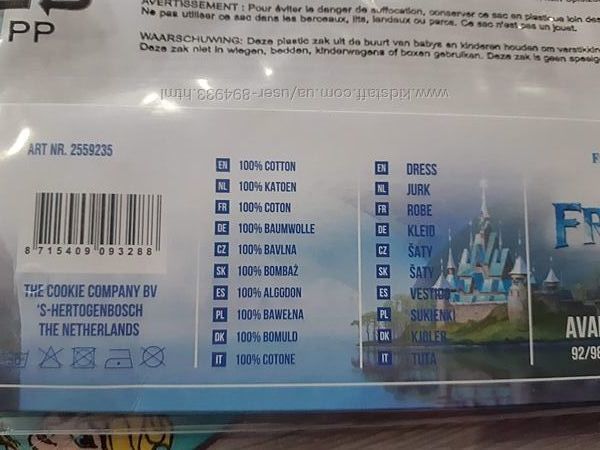 AVERTISSEMENT : Pour éviter le danger de suffocation, conserver ce sac en plastique loin des
Ne pas utiliser ce sac dans les berceaux, lits, landaus ou parcs. Ce sac n'est pas un jouet.
PP
WAARSCHUWING: Deze plastic zak uit de buurt van babys en kinderen houden om verstikkin
Deze zak niet in wiegen, bedden, kinderwagens of boxen gebruiken. Deze zak is geen speelg
www.kidstaff.com.ua/user-894933.html
ART NR. 2559235
8 715409 093288
THE COOKIE COMPANY BV
'S-HERTOGENBOSCH
THE NETHERLANDS
EN 100% COTTON
NL 100% KATOEN
FR 100% COTON
DE 100% BAUMWOLLE
CZ 100% BAVLNA
SK 100% BOMBAŽ
ES 100% ALGGDON
PL 100% BAWEŁNA
DK 100% BOMULD
IT 100% COTONE
EN DRESS
NL JURK
FR ROBE
DE KLEID
CZ ŠATY
SK ŠATY
ES VESTIDO
PL SUKIENKI
DK KJOLER
IT TUTA
F
FR
AVAI
92/98